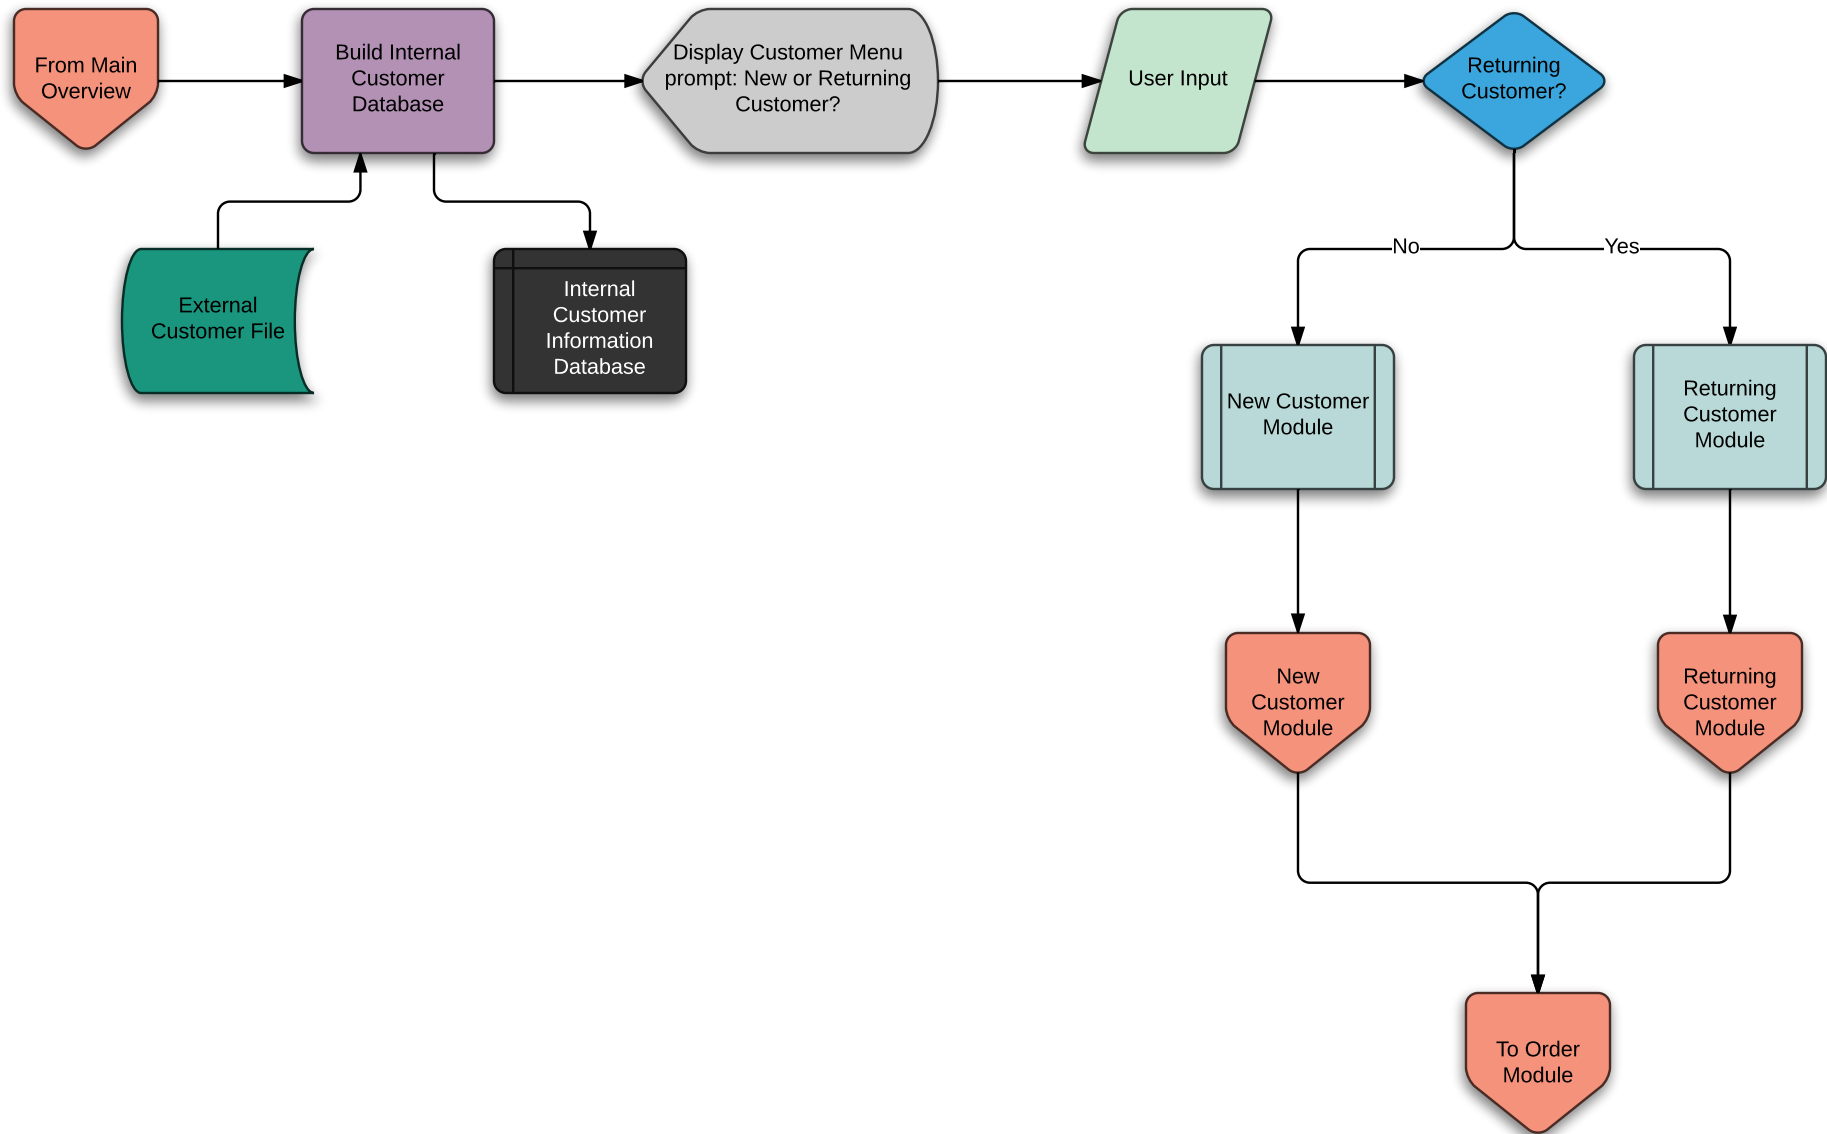 From Main
Overview
Build Internal
Customer
Database
Display Customer Menu
prompt: New or Returning
Customer?
User Input
Returning
Customer?
External
Customer File
Internal
Customer
Information
Database
No
Yes
New Customer
Module
Returning
Customer
Module
New
Customer
Module
Returning
Customer
Module
To Order
Module